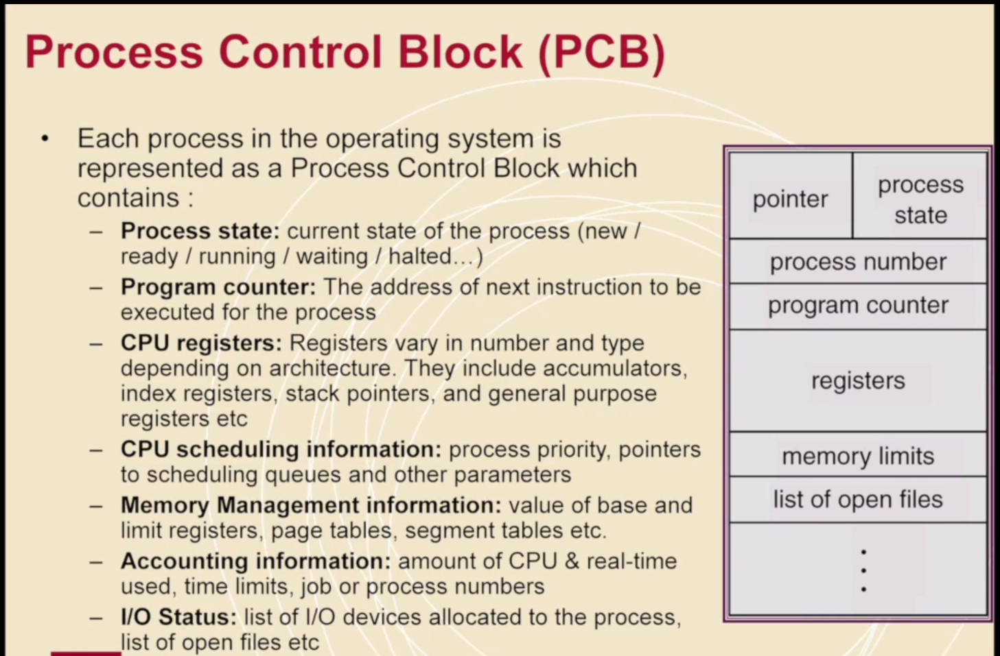 Process Control Block (PCB)
• Each process in the operating system is
represented as a Process Control Block which
contains :
– Process state: current state of the process (new /
ready / running / waiting / halted...)
– Program counter: The address of next instruction to be
executed for the process
– CPU registers: Registers vary in number and type
depending on architecture. They include accumulators,
index registers, stack pointers, and general purpose
registers etc
– CPU scheduling information: process priority, pointers
to scheduling queues and other parameters
– Memory Management information: value of base and
limit registers, page tables, segment tables etc.
– Accounting information: amount of CPU & real-time
used, time limits, job or process numbers
– I/O Status: list of I/O devices allocated to the process,
list of open files etc
pointer
process
state
process number
program counter
registers
memory limits
list of open files